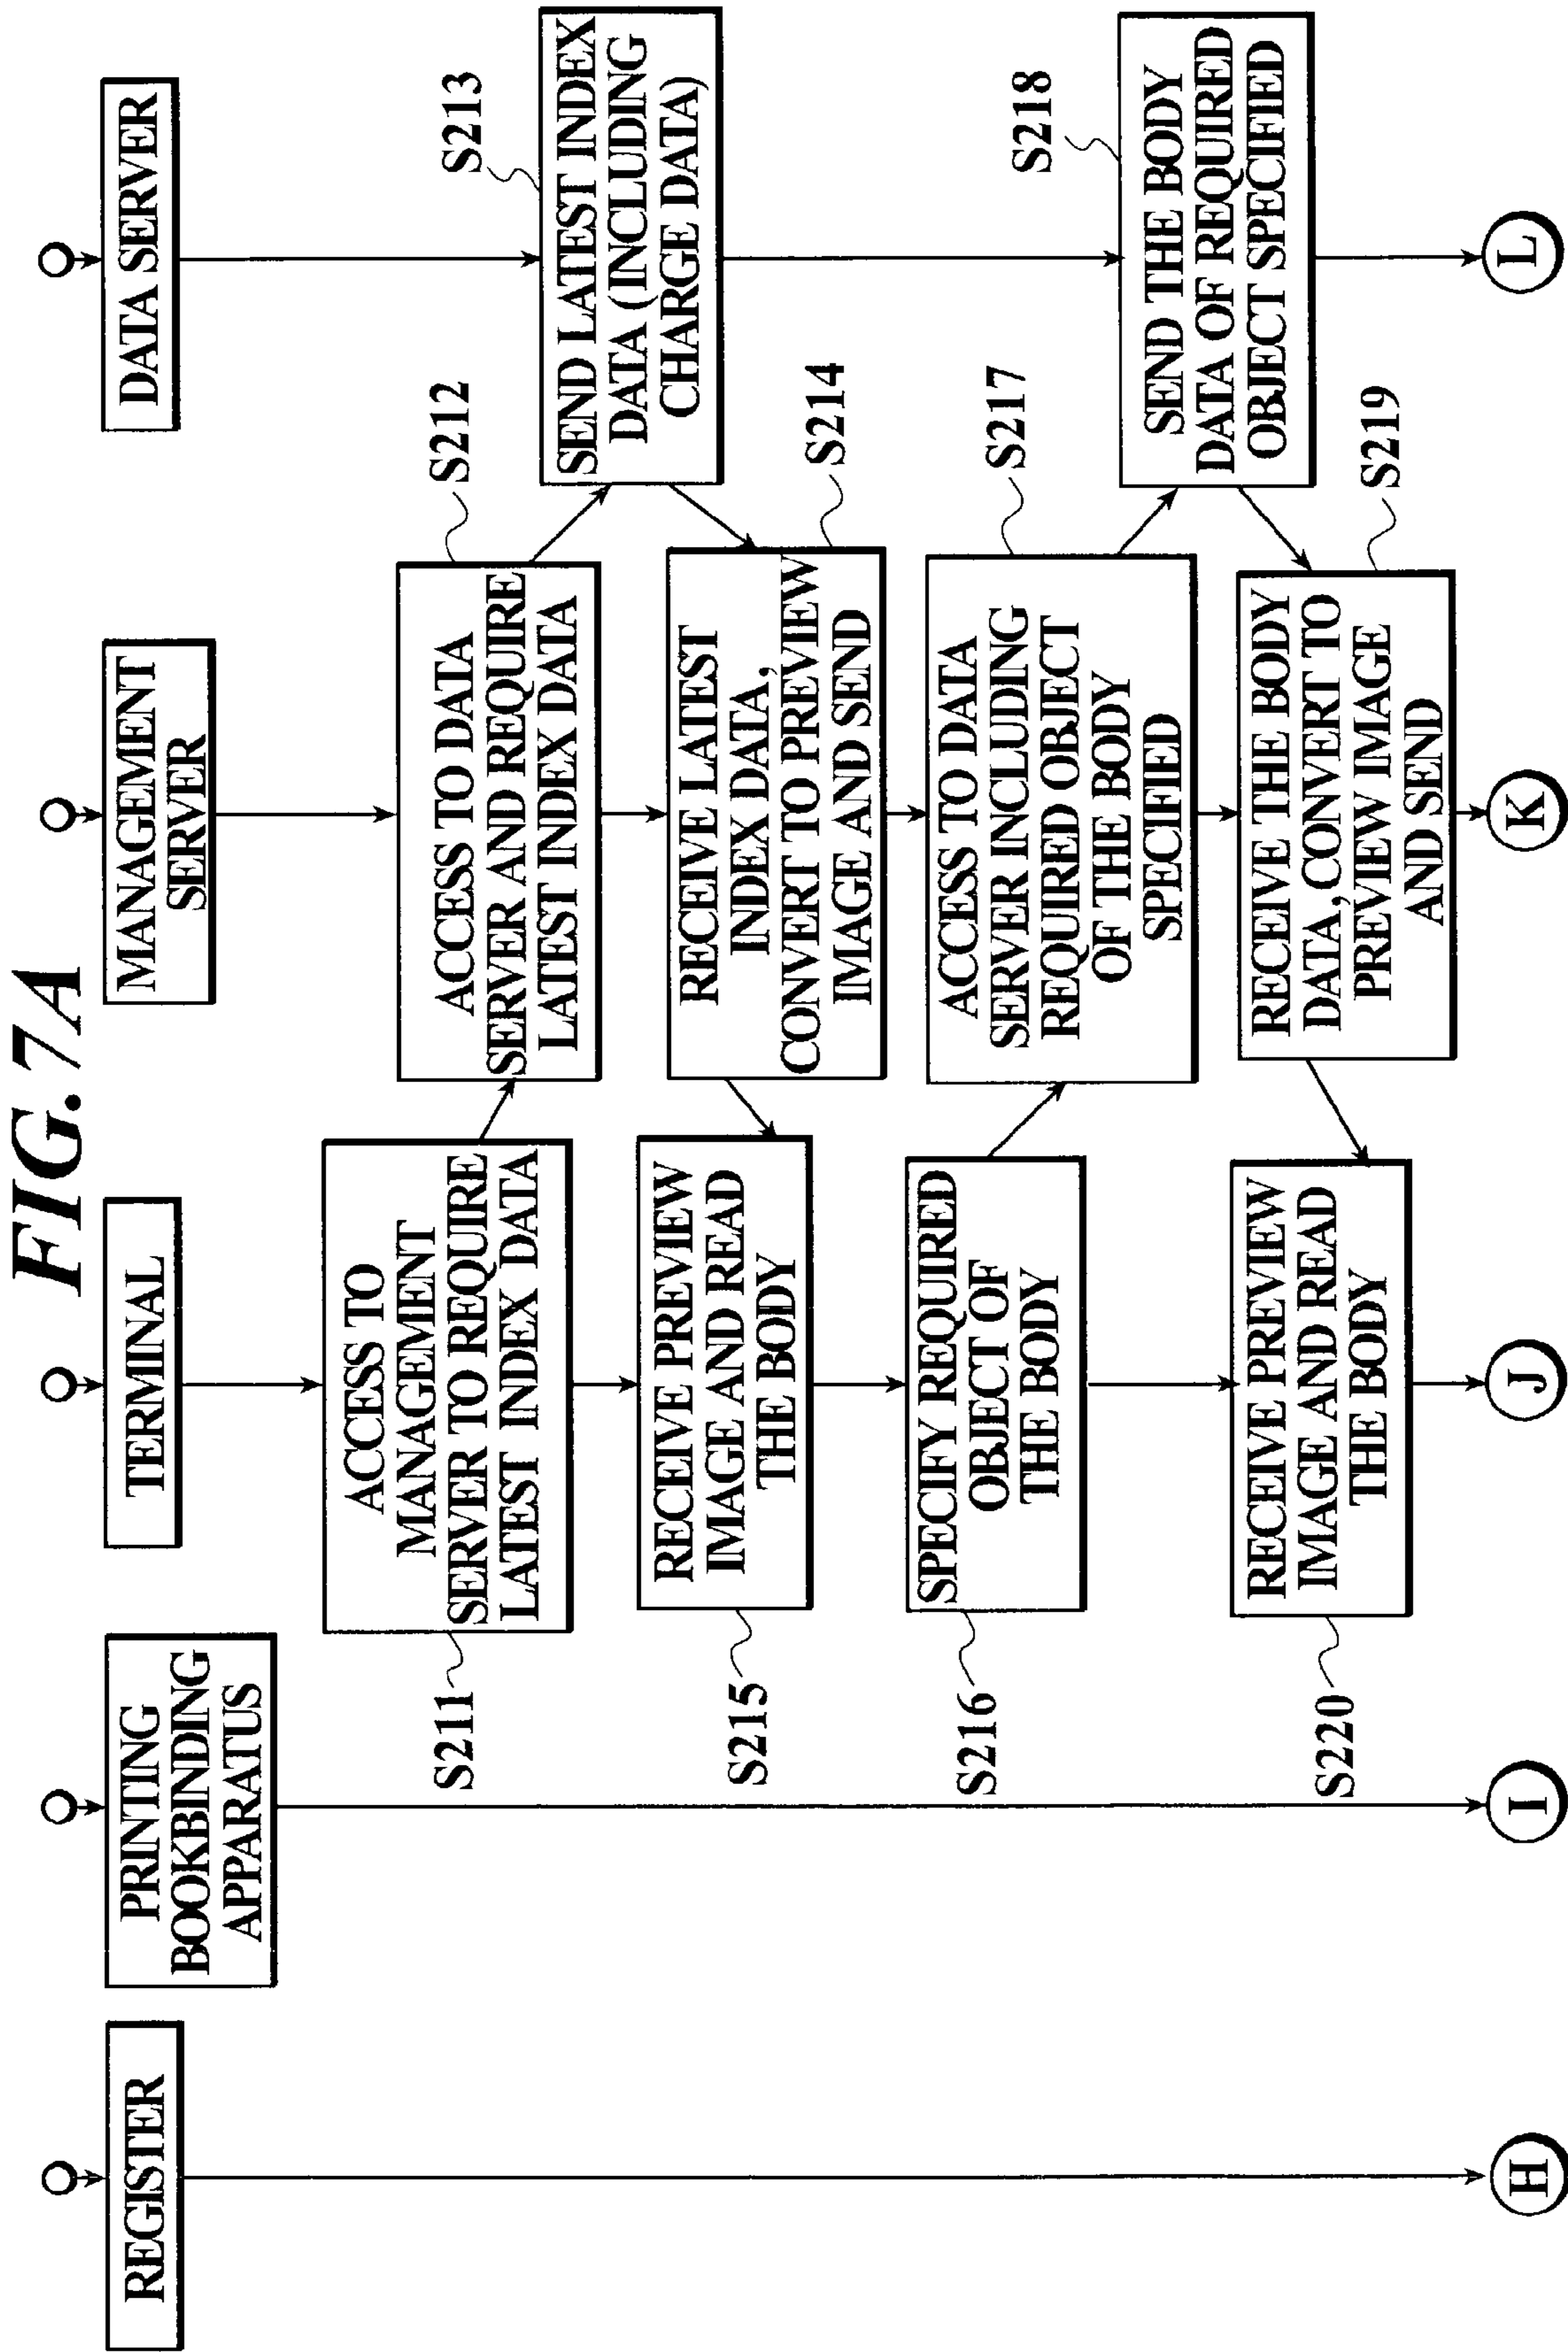 FIG. 7A
REGISTER
PRINTING
BOOKBINDING
APPARATUS
TERMINAL
MANAGEMENT
SERVER
DATA SERVER
S211
ACCESS TO
MANAGEMENT
SERVER TO REQUIRE
LATEST INDEX DATA
S212
ACCESS TO DATA
SERVER AND REQUIRE
LATEST INDEX DATA
S213
SEND LATEST INDEX
DATA (INCLUDING
CHARGE DATA)
S214
RECEIVE LATEST
INDEX DATA,
CONVERT TO PREVIEW
IMAGE AND SEND
S215
RECEIVE PREVIEW
IMAGE AND READ
THE BODY
S216
SPECIFY REQUIRED
OBJECT OF
THE BODY
S217
ACCESS TO DATA
SERVER INCLUDING
REQUIRED OBJECT
OF THE BODY
SPECIFIED
S218
SEND THE BODY
DATA OF REQUIRED
OBJECT SPECIFIED
S219
RECEIVE THE BODY
DATA, CONVERT TO
PREVIEW IMAGE
AND SEND
S220
RECEIVE PREVIEW
IMAGE AND READ
THE BODY
H
I
J
K
L